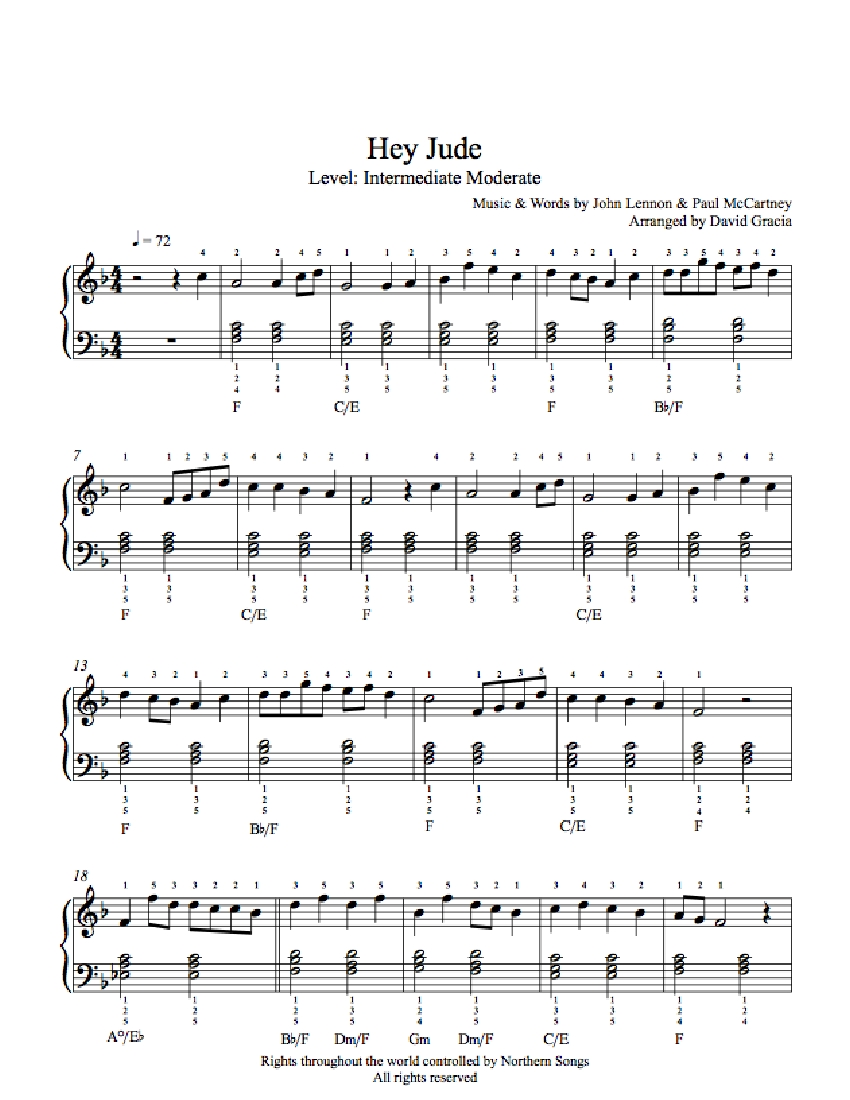 Hey Jude
Level: Intermediate Moderate
Music & Words by John Lennon & Paul McCartney
Arranged by David Gracia
♩ = 72
4 2 2 4 5 1 1 2 3 5 4 2 4 3 2 1 2 3 3 5 4 3 4 2
1 1 1 1 1 1 1 1 1
2 2 3 3 3 3 3 2 2
4 4 5 5 5 5 5 5 5
F C/E F B♭/F
7
1 1 2 3 5 4 4 3 2 1 4 2 2 4 5 1 1 2 3 5 4 2
1 1 1 1 1 1 1 1 1 1 1 1
3 3 3 3 3 3 3 3 3 3 3 3
5 5 5 5 5 5 5 5 5 5 5 5
F C/E F C/E
13
4 3 2 1 2 3 3 5 4 3 4 2 1 1 2 3 5 4 4 3 2 1
1 1 1 1 1 1 1 1 1 1
3 3 2 2 3 3 3 3 2 2
5 5 5 5 5 5 5 5 4 4
F B♭/F F C/E F
18
1 5 3 3 2 2 1 3 5 3 5 2 5 3 2 1 3 4 3 1 1 2 1
1 1 1 1 1 1 1 1 1 1
2 2 2 2 2 2 2 2 2 2
5 5 5 5 5 5 5 5 4 4
A°/E♭ B♭/F Dm/F Gm Dm/F C/E F
Rights throughout the world controlled by Northern Songs
All rights reserved